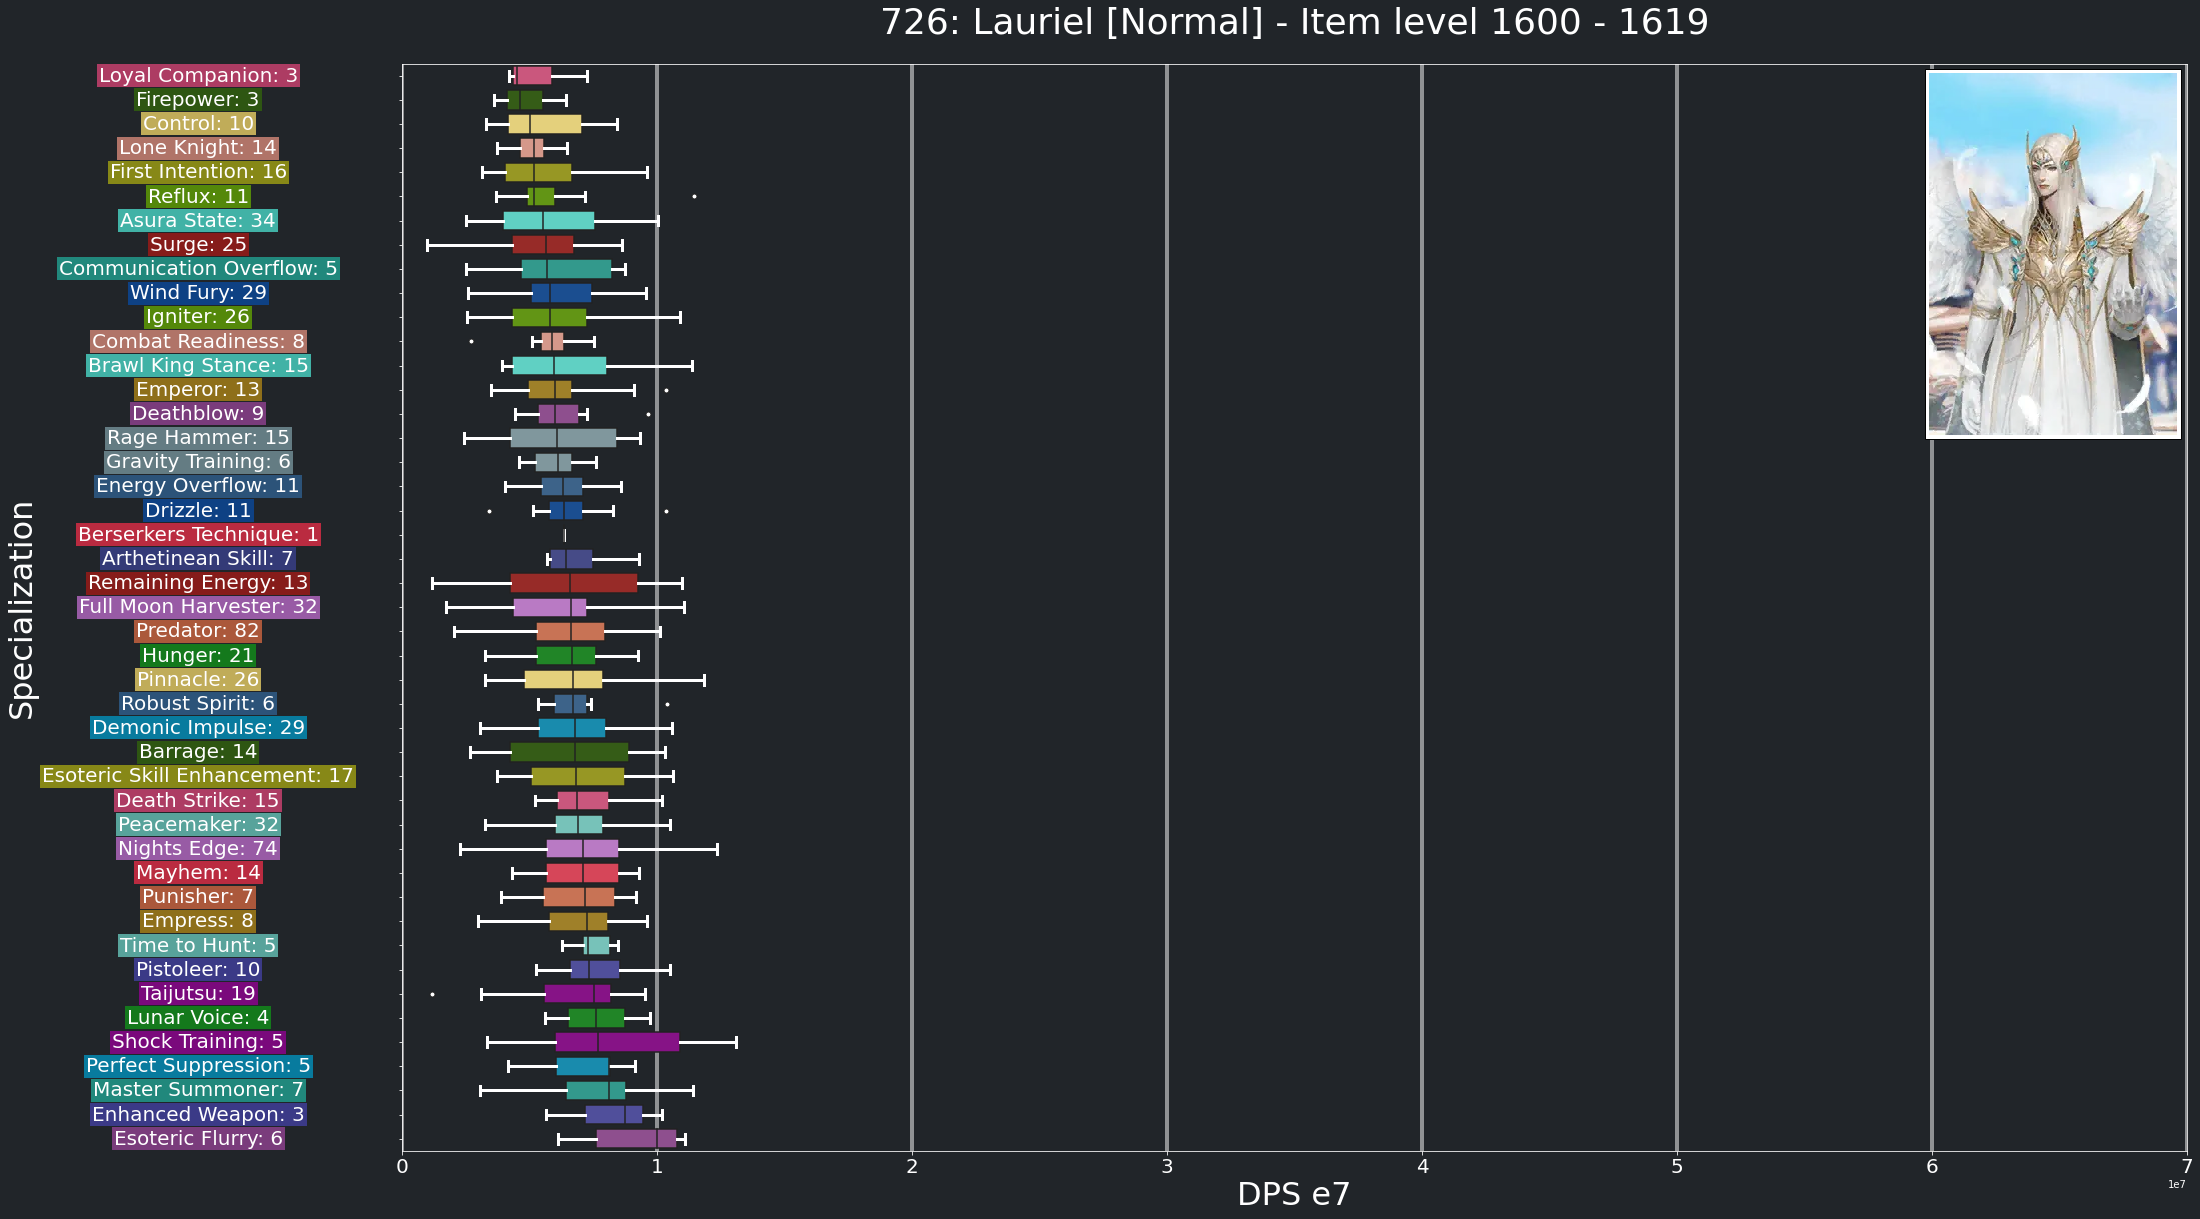 726: Lauriel [Normal] - Item level 1600 - 1619
Loyal Companion: 3
Firepower: 3
Control: 10
Lone Knight: 14
First Intention: 16
Reflux: 11
Asura State: 34
Surge: 25
Communication Overflow: 5
Wind Fury: 29
Igniter: 26
Combat Readiness: 8
Brawl King Stance: 15
Emperor: 13
Deathblow: 9
Rage Hammer: 15
Gravity Training: 6
Energy Overflow: 11
Drizzle: 11
Berserkers Technique: 1
Arthetinean Skill: 7
Remaining Energy: 13
Full Moon Harvester: 32
Predator: 82
Hunger: 21
Pinnacle: 26
Robust Spirit: 6
Demonic Impulse: 29
Barrage: 14
Esoteric Skill Enhancement: 17
Death Strike: 15
Peacemaker: 32
Nights Edge: 74
Mayhem: 14
Punisher: 7
Empress: 8
Time to Hunt: 5
Pistoleer: 10
Taijutsu: 19
Lunar Voice: 4
Shock Training: 5
Perfect Suppression: 5
Master Summoner: 7
Enhanced Weapon: 3
Esoteric Flurry: 6
Specialization
0 1 2 3 4 5 6 7
1e7
DPS e7